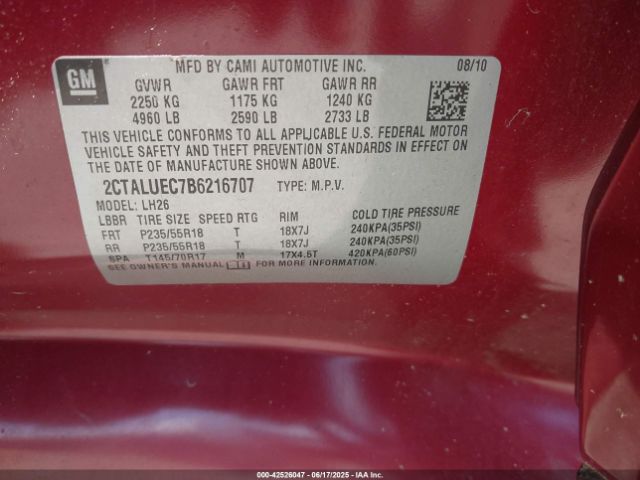 GM
MFD BY CAMI AUTOMOTIVE INC. 08/10
GVWR GAWR FRT GAWR RR
2250 KG 1175 KG 1240 KG
4960 LB 2590 LB 2733 LB
THIS VEHICLE CONFORMS TO ALL APPLICABLE U.S. FEDERAL MOTOR
VEHICLE SAFETY AND THEFT PREVENTION STANDARDS IN EFFECT ON THE
DATE OF MANUFACTURE SHOWN ABOVE.
2CTALUEC7B6216707 TYPE: M.P.V.
MODEL: LH26
LBBR TIRE SIZE SPEED RTG RIM COLD TIRE PRESSURE
FRT P235/55R18 T 18X7J 240KPA(35PSI)
RR P235/55R18 T 18X7J 240KPA(35PSI)
SPA T145/70R17 M 17X4.5T 420KPA(60PSI)
SEE OWNER'S MANUAL FOR MORE INFORMATION.
000-42526047 - 06/17/2025 - IAAI.COM